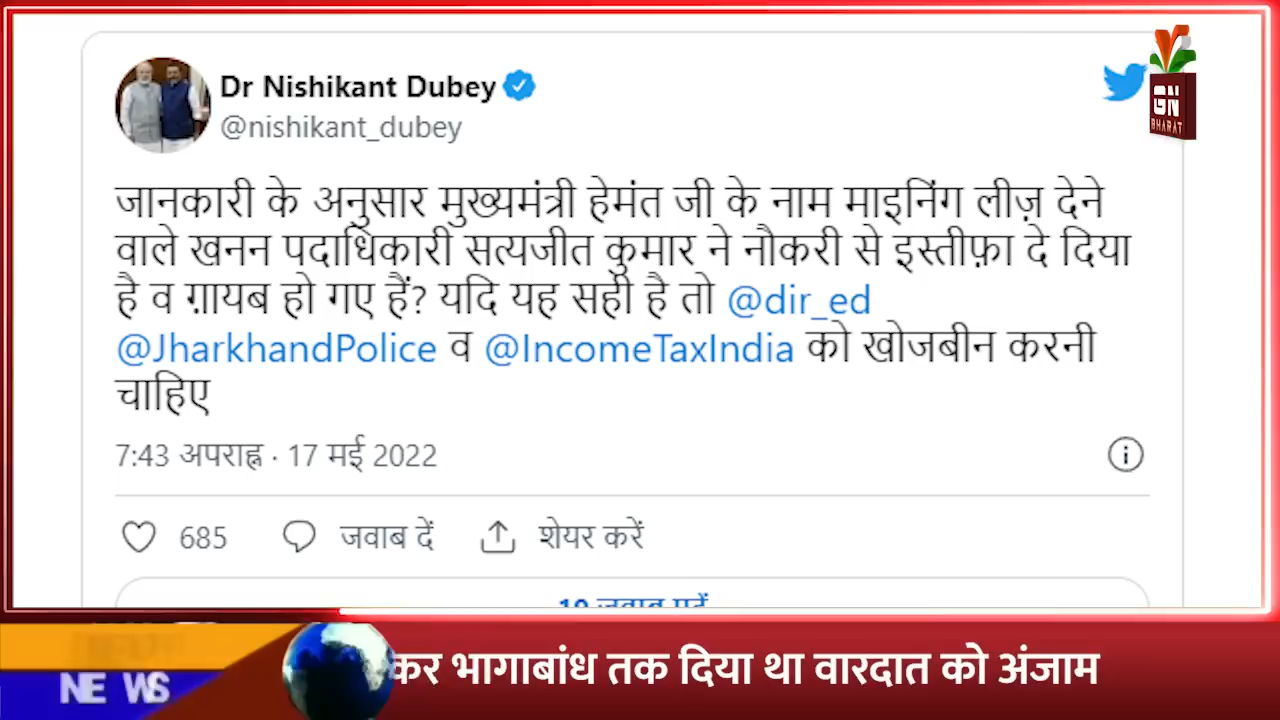 Dr Nishikant Dubey
@nishikant_dubey
GN
BHARAT
जानकारी के अनुसार मुख्यमंत्री हेमंत जी के नाम माइनिंग लीज़ देने
वाले खनन पदाधिकारी सत्यजीत कुमार ने नौकरी से इस्तीफ़ा दे दिया
है व ग़ायब हो गए हैं? यदि यह सही है तो @dir_ed
@JharkhandPolice व @IncomeTaxIndia को खोजबीन करनी
चाहिए
7:43 अपराह्न · 17 मई 2022
685 जवाब दें शेयर करें
NEWS
कर भागाबांध तक दिया था वारदात को अंजाम